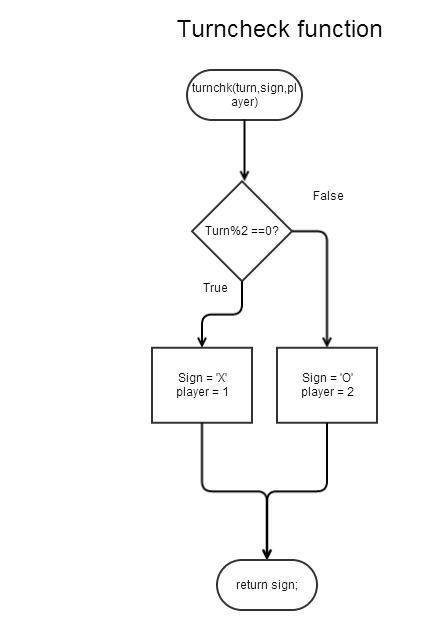 Turncheck function
turnchk(turn,sign,pl
ayer)
False
Turn%2 ==0?
True
Sign = 'X'
player = 1
Sign = 'O'
player = 2
return sign;